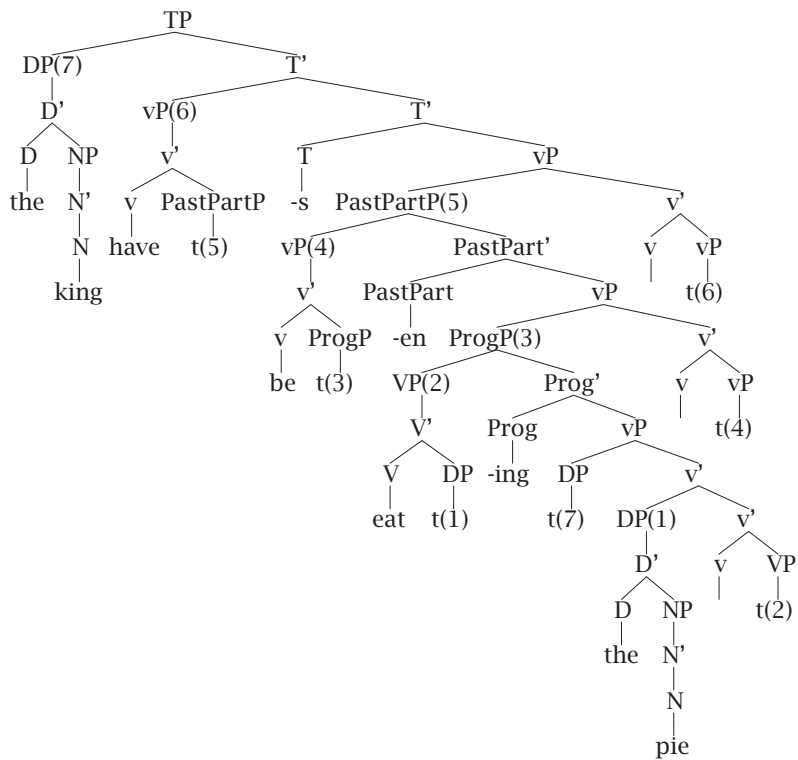 TP
DP(7) T'
D' vP(6) T'
D NP v' T vP
the N' v PastPartP -s PastPartP(5) v'
N have t(5) vP(4) PastPart' v vP
king v' PastPart vP t(6)
v ProgP -en ProgP(3) v'
be t(3) VP(2) Prog' v vP
V' Prog vP t(4)
V DP -ing DP v'
eat t(1) t(7) DP(1) v'
D' v VP
D NP t(2)
the N'
N
pie